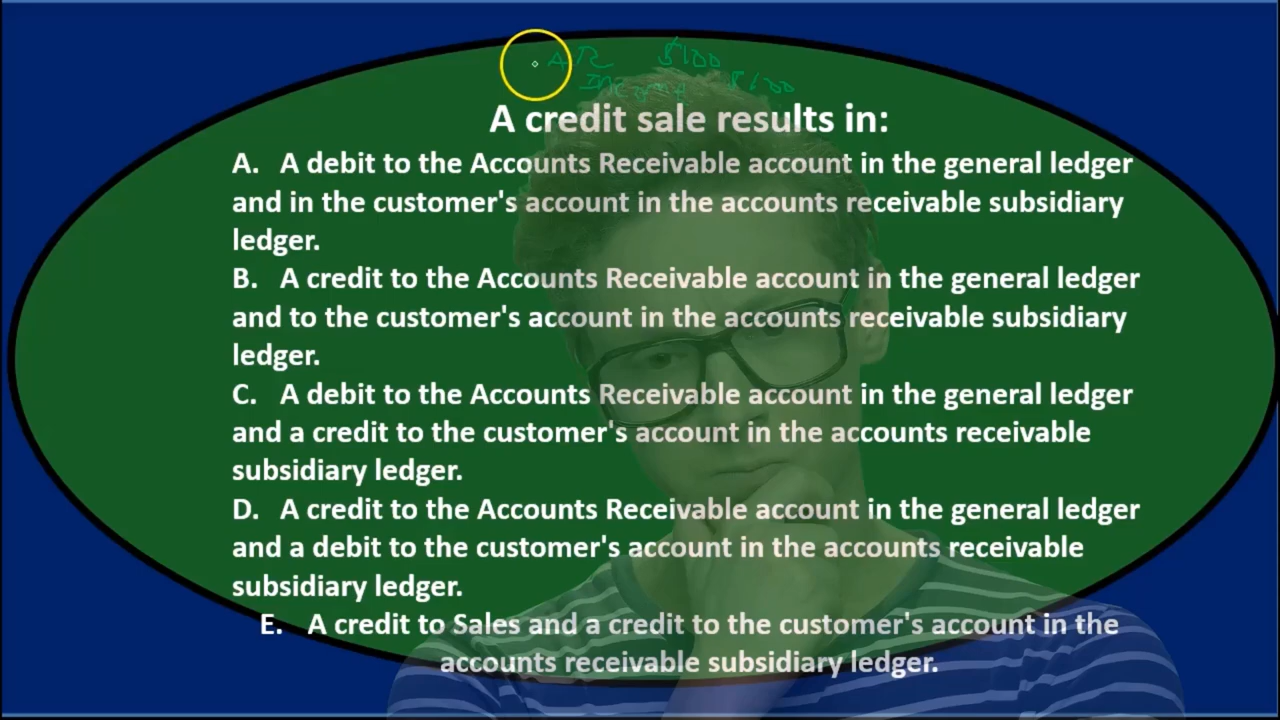 AR $100
Income $100
A credit sale results in:
A. A debit to the Accounts Receivable account in the general ledger
and in the customer's account in the accounts receivable subsidiary
ledger.
B. A credit to the Accounts Receivable account in the general ledger
and to the customer's account in the accounts receivable subsidiary
ledger.
C. A debit to the Accounts Receivable account in the general ledger
and a credit to the customer's account in the accounts receivable
subsidiary ledger.
D. A credit to the Accounts Receivable account in the general ledger
and a debit to the customer's account in the accounts receivable
subsidiary ledger.
E. A credit to Sales and a credit to the customer's account in the
accounts receivable subsidiary ledger.